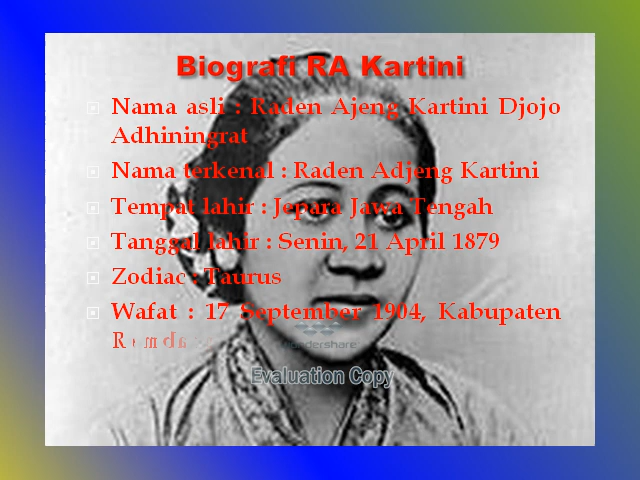 Biografi RA Kartini
Nama asli : Raden Ajeng Kartini Djojo
Adhiningrat
Nama terkenal : Raden Adjeng Kartini
Tempat lahir : Jepara Jawa Tengah
Tanggal lahir : Senin, 21 April 1879
Zodiac : Taurus
Wafat : 17 September 1904, Kabupaten
Wondershare
Evaluation Copy